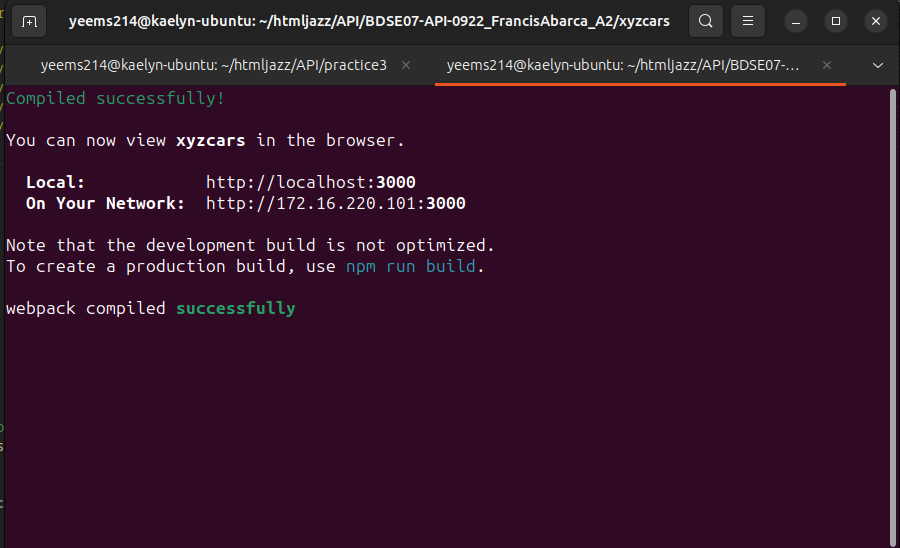 yeems214@kaelyn-ubuntu: ~/htmljazz/API/BDSE07-API-0922_FrancisAbarca_A2/xyzcars
yeems214@kaelyn-ubuntu: ~/htmljazz/API/practice3
yeems214@kaelyn-ubuntu: ~/htmljazz/API/BDSE07-...
Compiled successfully!
You can now view xyzcars in the browser.
Local: http://localhost:3000
On Your Network: http://172.16.220.101:3000
Note that the development build is not optimized.
To create a production build, use npm run build.
webpack compiled successfully